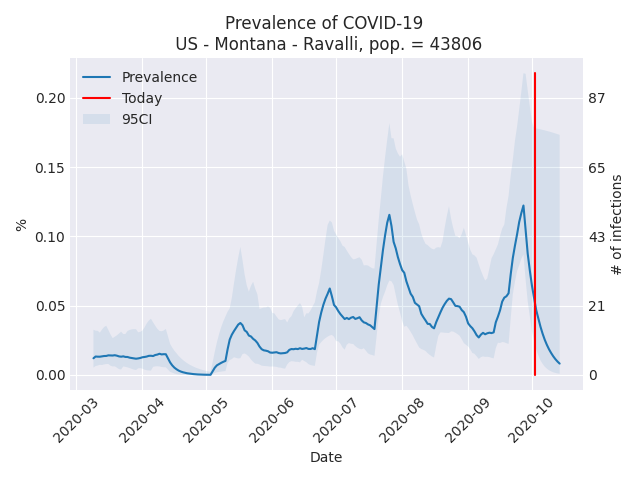 Prevalence of COVID-19
US - Montana - Ravalli, pop. = 43806
Prevalence
Today
95CI
0.20
0.15
0.10
0.05
0.00
%
87
65
43
21
0
# of infections
2020-03
2020-04
2020-05
2020-06
2020-07
2020-08
2020-09
2020-10
Date